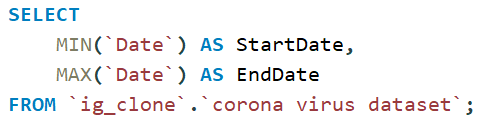 SELECT
    MIN(`Date`) AS StartDate,
    MAX(`Date`) AS EndDate
FROM `ig_clone`.`corona virus dataset`;